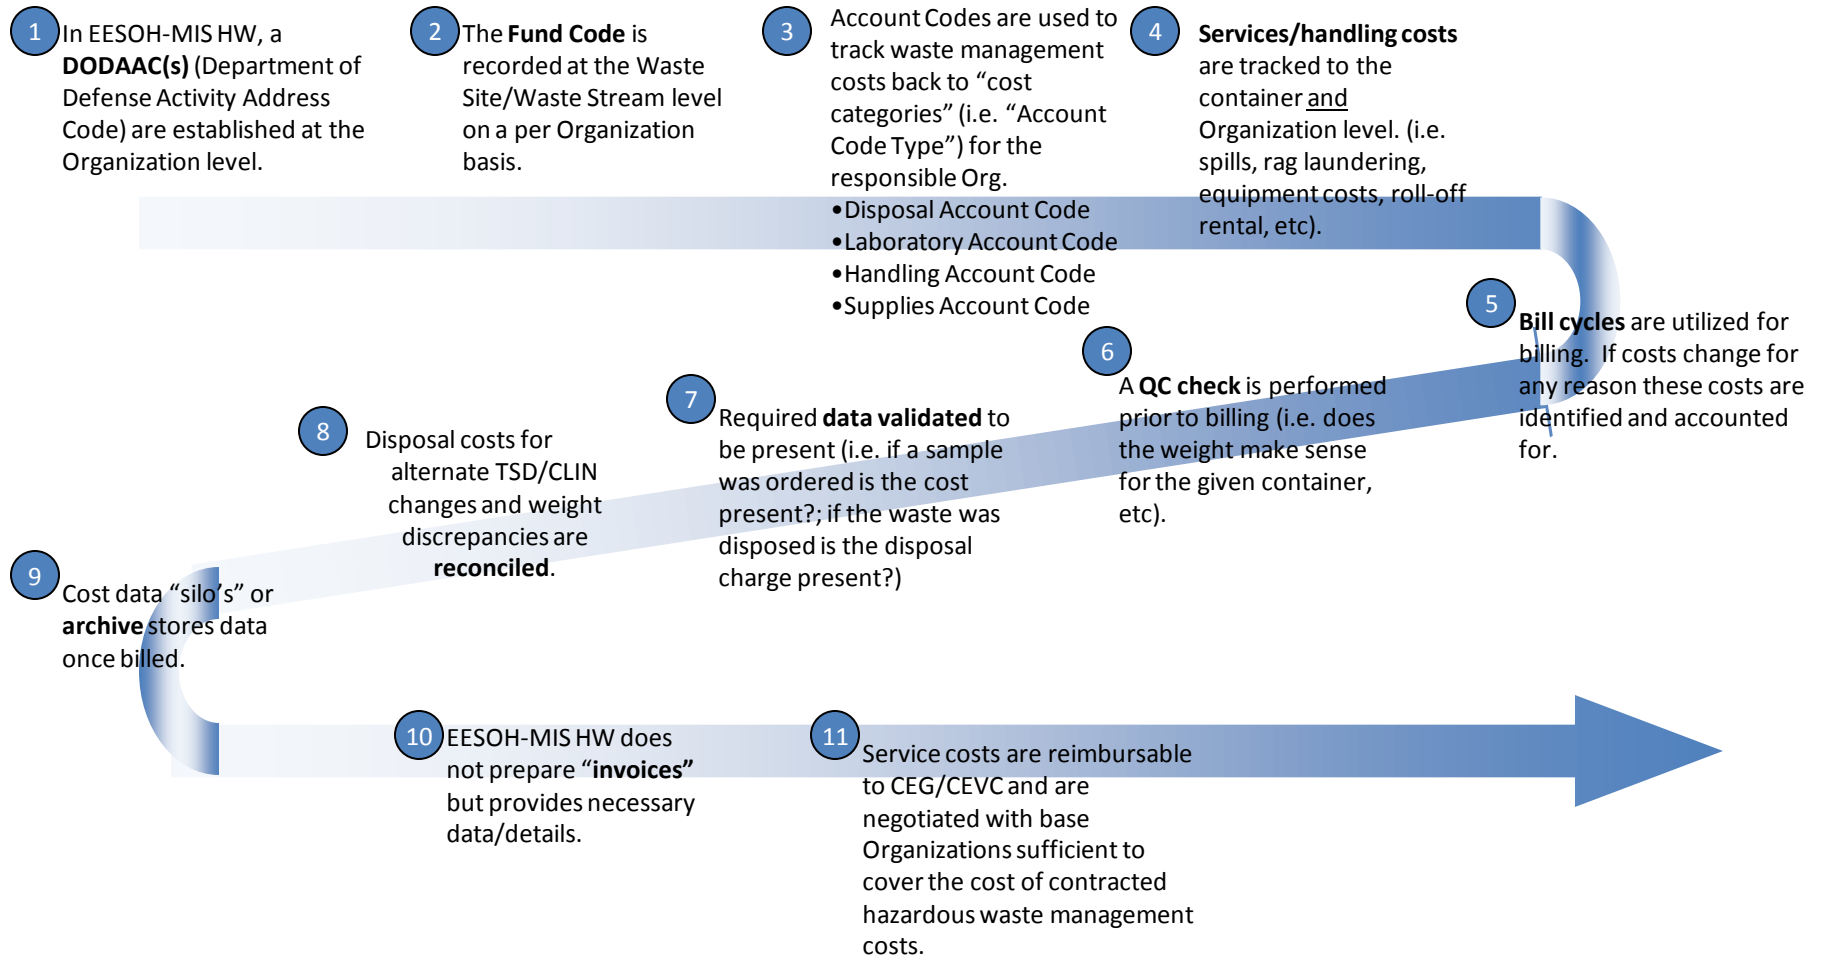 1
In EESOH-MIS HW, a
DODAAC(s) (Department of
Defense Activity Address
Code) are established at the
Organization level.
2
The Fund Code is
recorded at the Waste
Site/Waste Stream level
on a per Organization
basis.
3
Account Codes are used to
track waste management
costs back to “cost
categories” (i.e. “Account
Code Type”) for the
responsible Org.
•Disposal Account Code
•Laboratory Account Code
•Handling Account Code
•Supplies Account Code
4
Services/handling costs
are tracked to the
container and
Organization level. (i.e.
spills, rag laundering,
equipment costs, roll-off
rental, etc).
5
Bill cycles are utilized for
billing.  If costs change for
any reason these costs are
identified and accounted
for.
6
A QC check is performed
prior to billing (i.e. does
the weight make sense
for the given container,
etc).
7
Required data validated to
be present (i.e. if a sample
was ordered is the cost
present?; if the waste was
disposed is the disposal
charge present?)
8
Disposal costs for
alternate TSD/CLIN
changes and weight
discrepancies are
reconciled.
9
Cost data “silo’s” or
archive stores data
once billed.
10
EESOH-MIS HW does
not prepare “invoices”
but provides necessary
data/details.
11
Service costs are reimbursable
to CEG/CEVC and are
negotiated with base
Organizations sufficient to
cover the cost of contracted
hazardous waste management
costs.